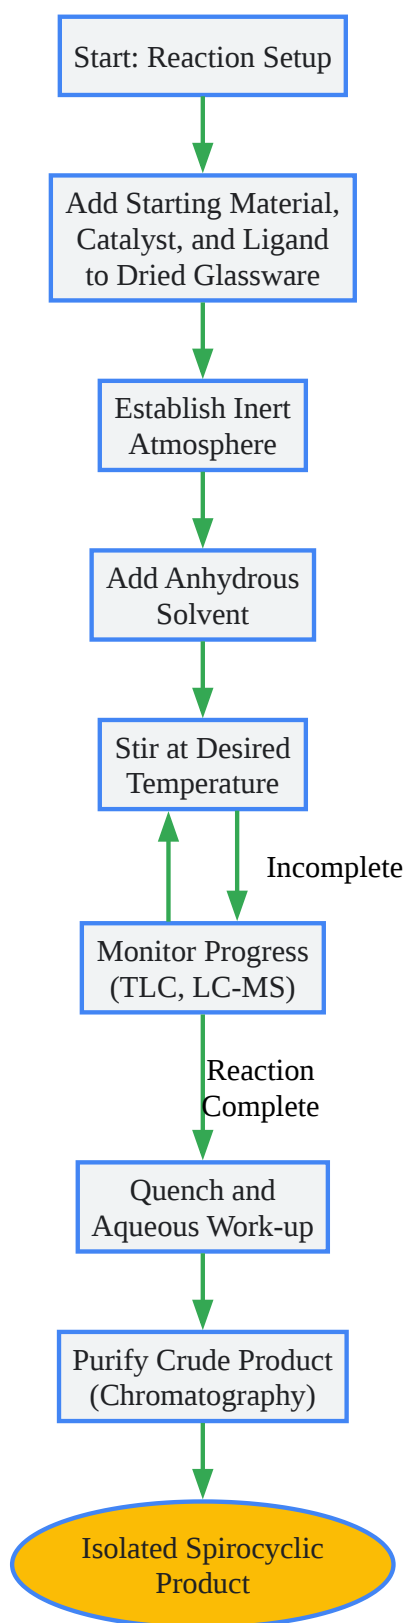 Start: Reaction Setup
Add Starting Material,
Catalyst, and Ligand
to Dried Glassware
Establish Inert
Atmosphere
Add Anhydrous
Solvent
Stir at Desired
Temperature
Incomplete
Monitor Progress
(TLC, LC-MS)
Reaction
Complete
Quench and
Aqueous Work-up
Purify Crude Product
(Chromatography)
Isolated Spirocyclic
Product